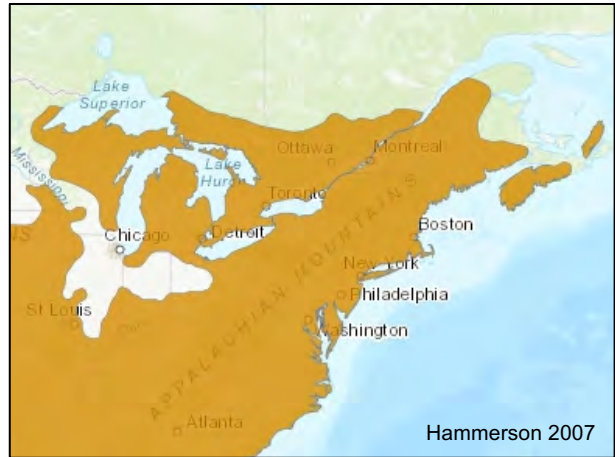 Lake
Superior
Ottawa
Montreal
Mississippi
Lake
Huron
Toronto
NS
Chicago
Detroit
Boston
New York
APPALACHIAN MOUNTAINS
Philadelphia
St Louis
Washington
Atlanta
Hammerson 2007